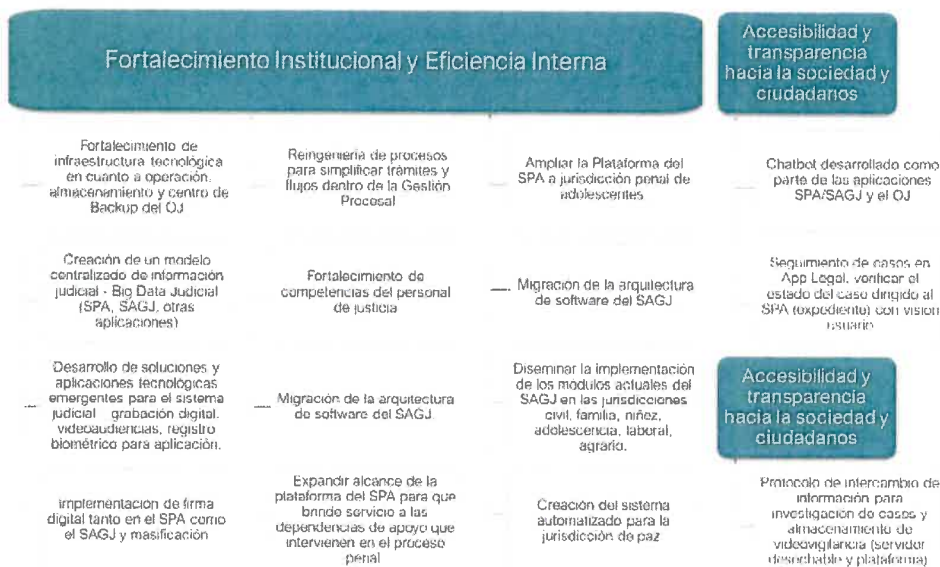 Fortalecimiento Institucional y Eficiencia Interna
Accesibilidad y
transparencia
hacia la sociedad y
ciudadanos
Fortalecimiento de
infraestructura tecnológica
en cuanto a operación,
almacenamiento y centro de
Backup del OJ
Reingeniería de procesos
para simplificar trámites y
flujos dentro de la Gestión
Procesal
Ampliar la Plataforma del
SPA a jurisdicción penal de
adolescentes
Chatbot desarrollado como
parte de las aplicaciones
SPA/SAGJ y el OJ
Creación de un modelo
centralizado de información
judicial - Big Data Judicial
(SPA, SAGJ, otras
aplicaciones)
Fortalecimiento de
competencias del personal
de justicia
Migración de la arquitectura
de software del SAGJ
Seguimiento de casos en
App Legal, verificar el
estado del caso dirigido al
SPA (expediente) con visión
usuario
Desarrollo de soluciones y
aplicaciones tecnológicas
emergentes para el sistema
judicial grabación digital,
videoaudiencias, registro
biométrico para aplicación.
Migración de la arquitectura
de software del SAGJ
Diseminar la implementación
de los módulos actuales del
SAGJ en las jurisdicciones
civil, familia, niñez,
adolescencia, laboral,
agrario.
Accesibilidad y
transparencia
hacia la sociedad y
ciudadanos
Implementación de firma
digital tanto en el SPA como
el SAGJ y masificación
Expandir alcance de la
plataforma del SPA para que
brinde servicio a las
dependencias de apoyo que
intervienen en el proceso
penal
Creación del sistema
automatizado para la
jurisdicción de paz
Protocolo de intercambio de
información para
investigación de casos y
almacenamiento de
videovigilancia (servidor
desechable y plataforma)